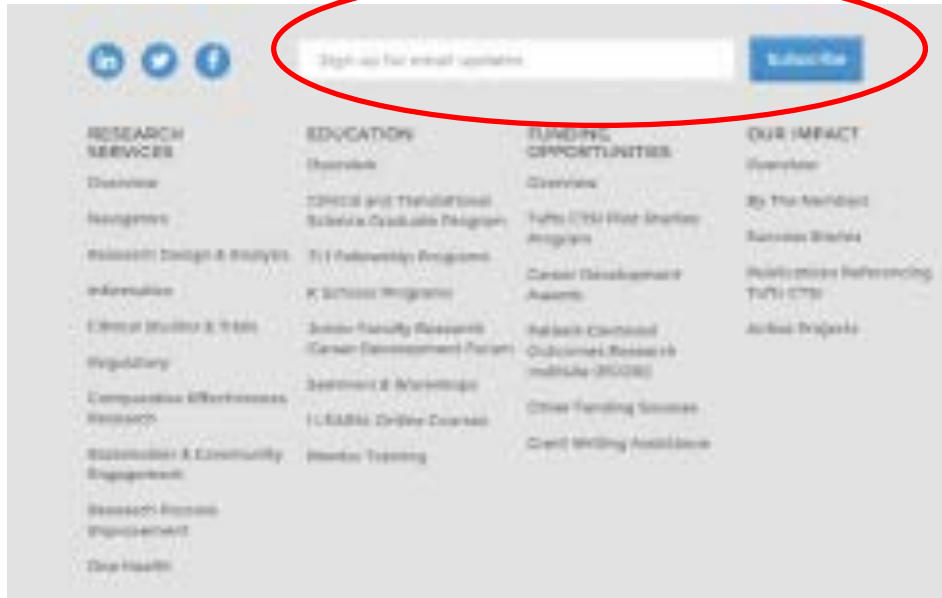 in f
Sign up for email updates
Subscribe
RESEARCH
SERVICES
Overview
Navigators
Research Design & Analysis
Informatics
Clinical Studies & Trials
Regulatory
Comparative Effectiveness
Research
Stakeholder & Community
Engagement
Research Process
Improvement
One Health
EDUCATION
Overview
Clinical and Translational
Science Graduate Program
TL1 Fellowship Programs
K Scholar Programs
Junior Faculty Research
Career Development Forum
Seminars & Workshops
I LEARN: Online Courses
Mentor Training
FUNDING
OPPORTUNITIES
Overview
Tufts CTSI Pilot Studies
Program
Career Development
Awards
Patient-Centered
Outcomes Research
Institute (PCORI)
Other Funding Sources
Grant Writing Assistance
OUR IMPACT
Overview
By The Numbers
Success Stories
Publications Referencing
Tufts CTSI
Active Projects